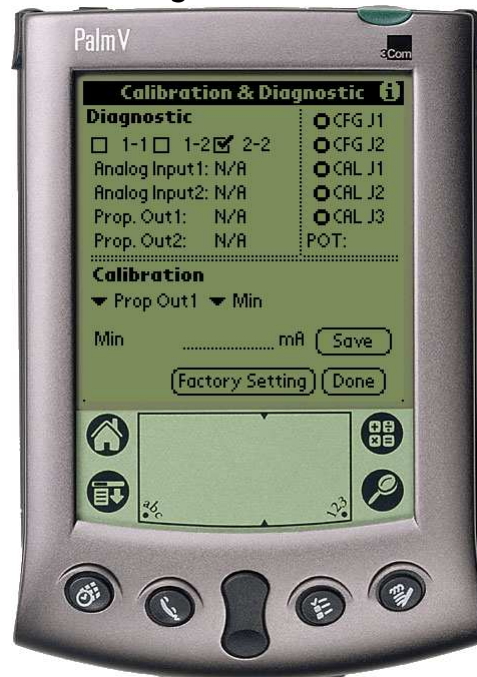 Palm V
3Com
Calibration & Diagnostic i
Diagnostic
1-1 1-2 2-2
Analog Input1: N/A
Analog Input2: N/A
Prop. Out1: N/A
Prop. Out2: N/A
CFG J1
CFG J2
CAL J1
CAL J2
CAL J3
POT:
Calibration
Prop Out1 Min
Min mA Save
Factory Setting Done
abc 123